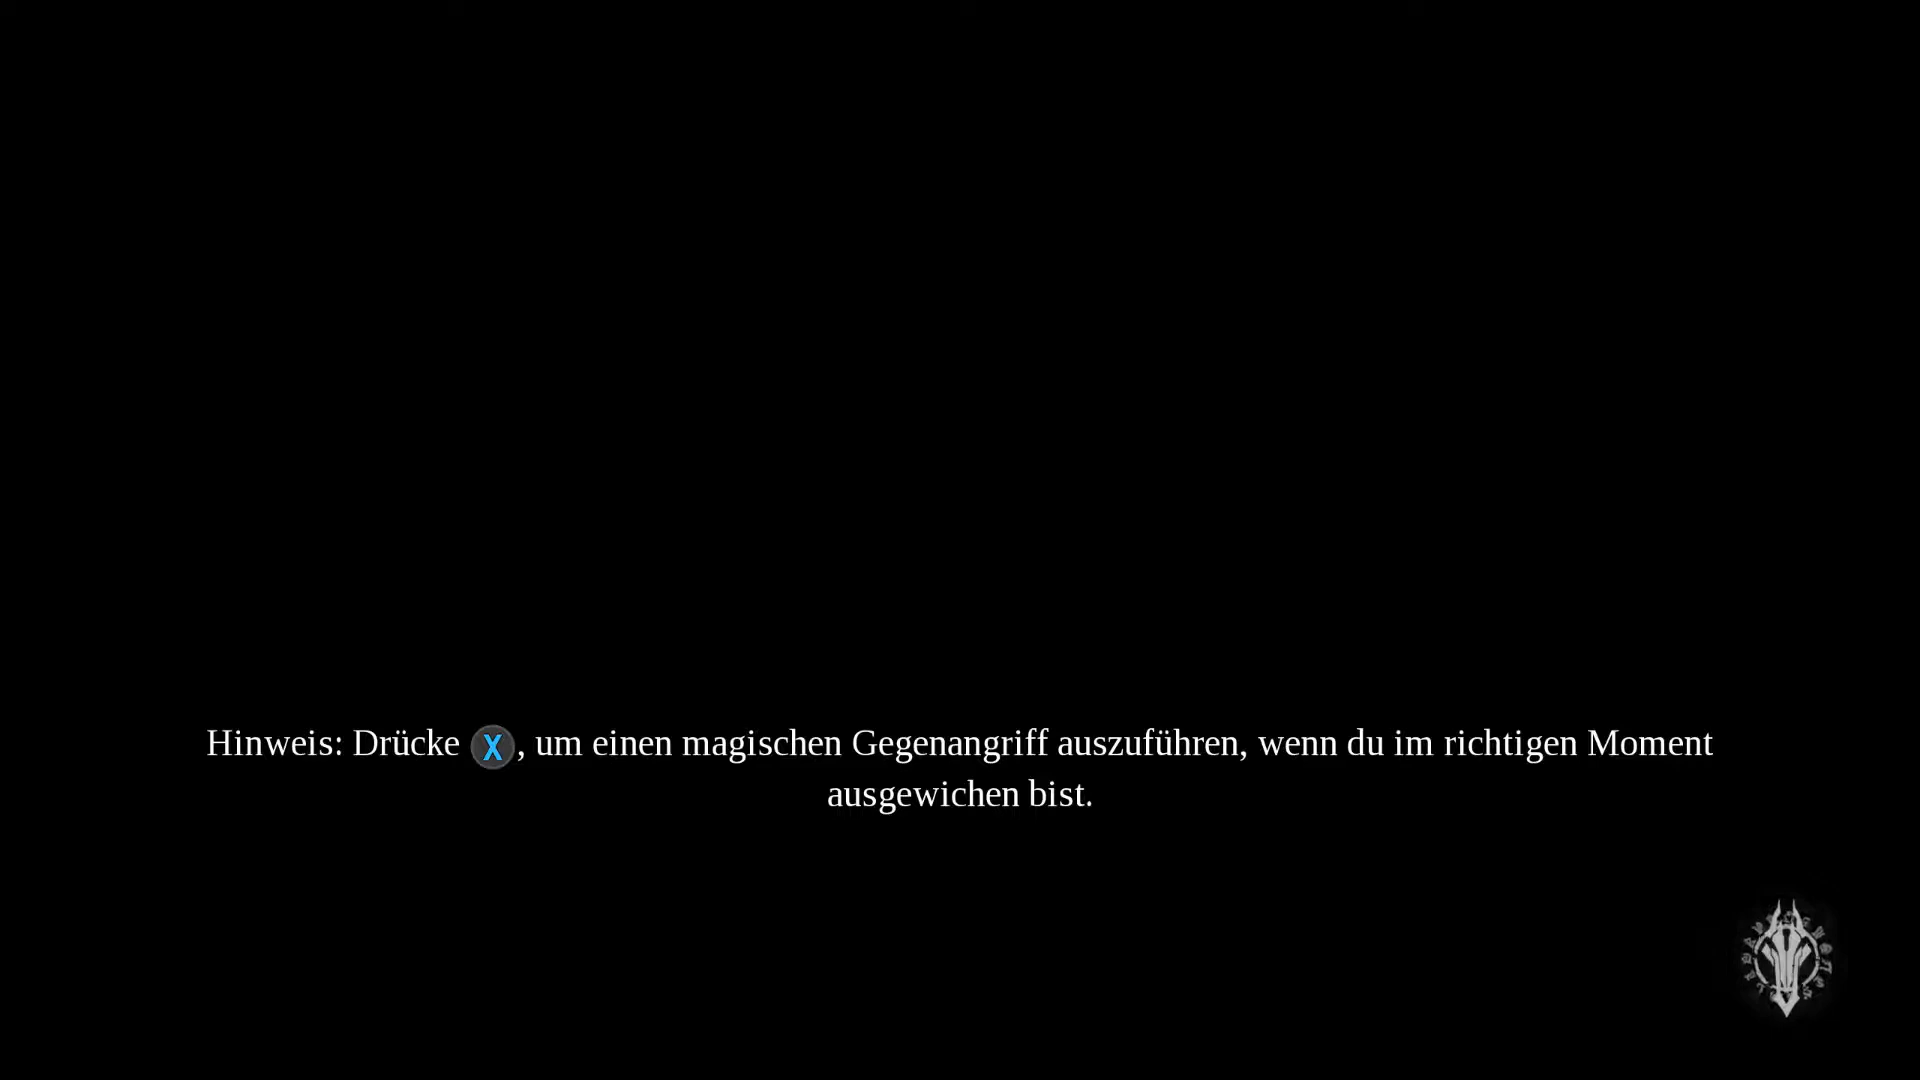 Hinweis: Drücke X, um einen magischen Gegenangriff auszuführen, wenn du im richtigen Moment
ausgewichen bist.